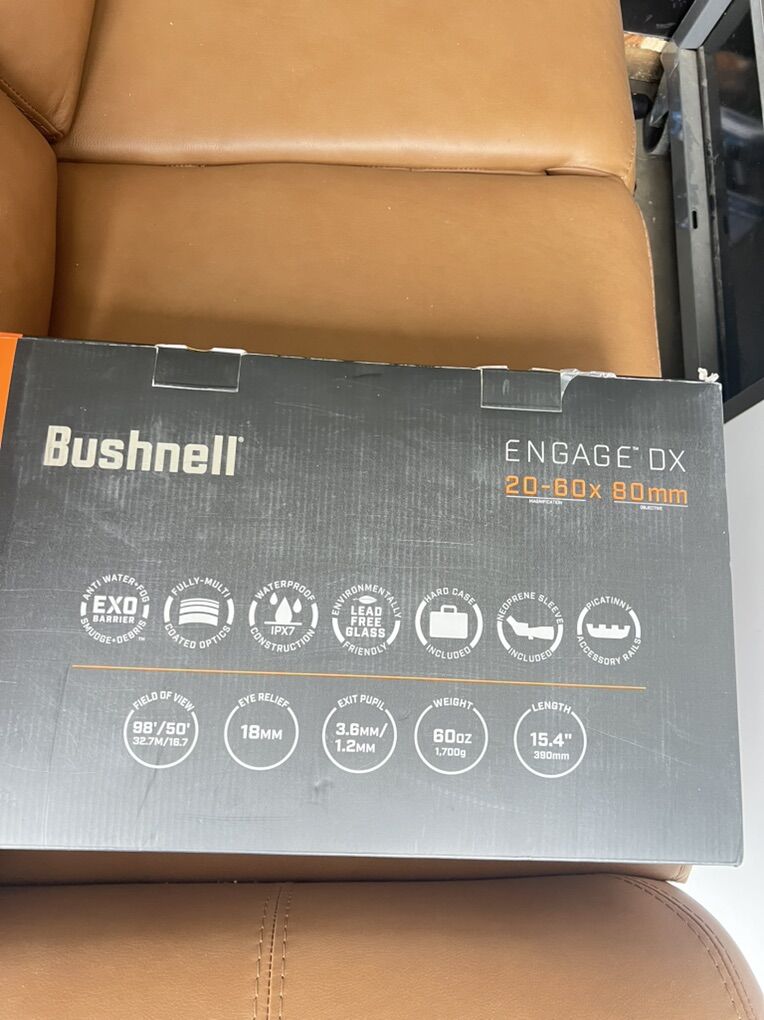 Bushnell®
ENGAGE™ DX
20-60x 80mm
MAGNIFICATION OBJECTIVE
ANTI WATER+FOG
EXO
BARRIER
SMUDGE+DEBRIS™
FULLY-MULTI
COATED OPTICS
WATERPROOF
IPX7
CONSTRUCTION
ENVIRONMENTALLY
LEAD
FREE
GLASS
FRIENDLY
HARD CASE
INCLUDED
NEOPRENE SLEEVE
INCLUDED
PICATINNY
ACCESSORY RAILS
FIELD OF VIEW
98'/50'
32.7M/16.7
EYE RELIEF
18MM
EXIT PUPIL
3.6MM/
1.2MM
WEIGHT
60OZ
1,700g
LENGTH
15.4"
390mm